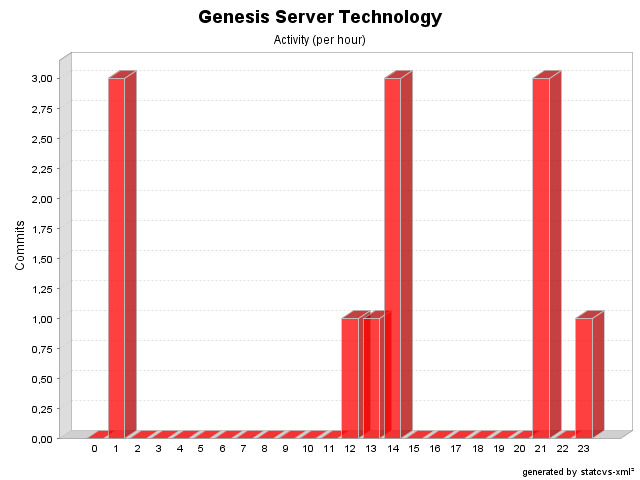 Genesis Server Technology
Activity (per hour)
3,00
2,75
2,50
2,25
2,00
1,75
1,50
1,25
1,00
0,75
0,50
0,25
0,00
Commits
0 1 2 3 4 5 6 7 8 9 10 11 12 13 14 15 16 17 18 19 20 21 22 23
generated by statcvs-xml²